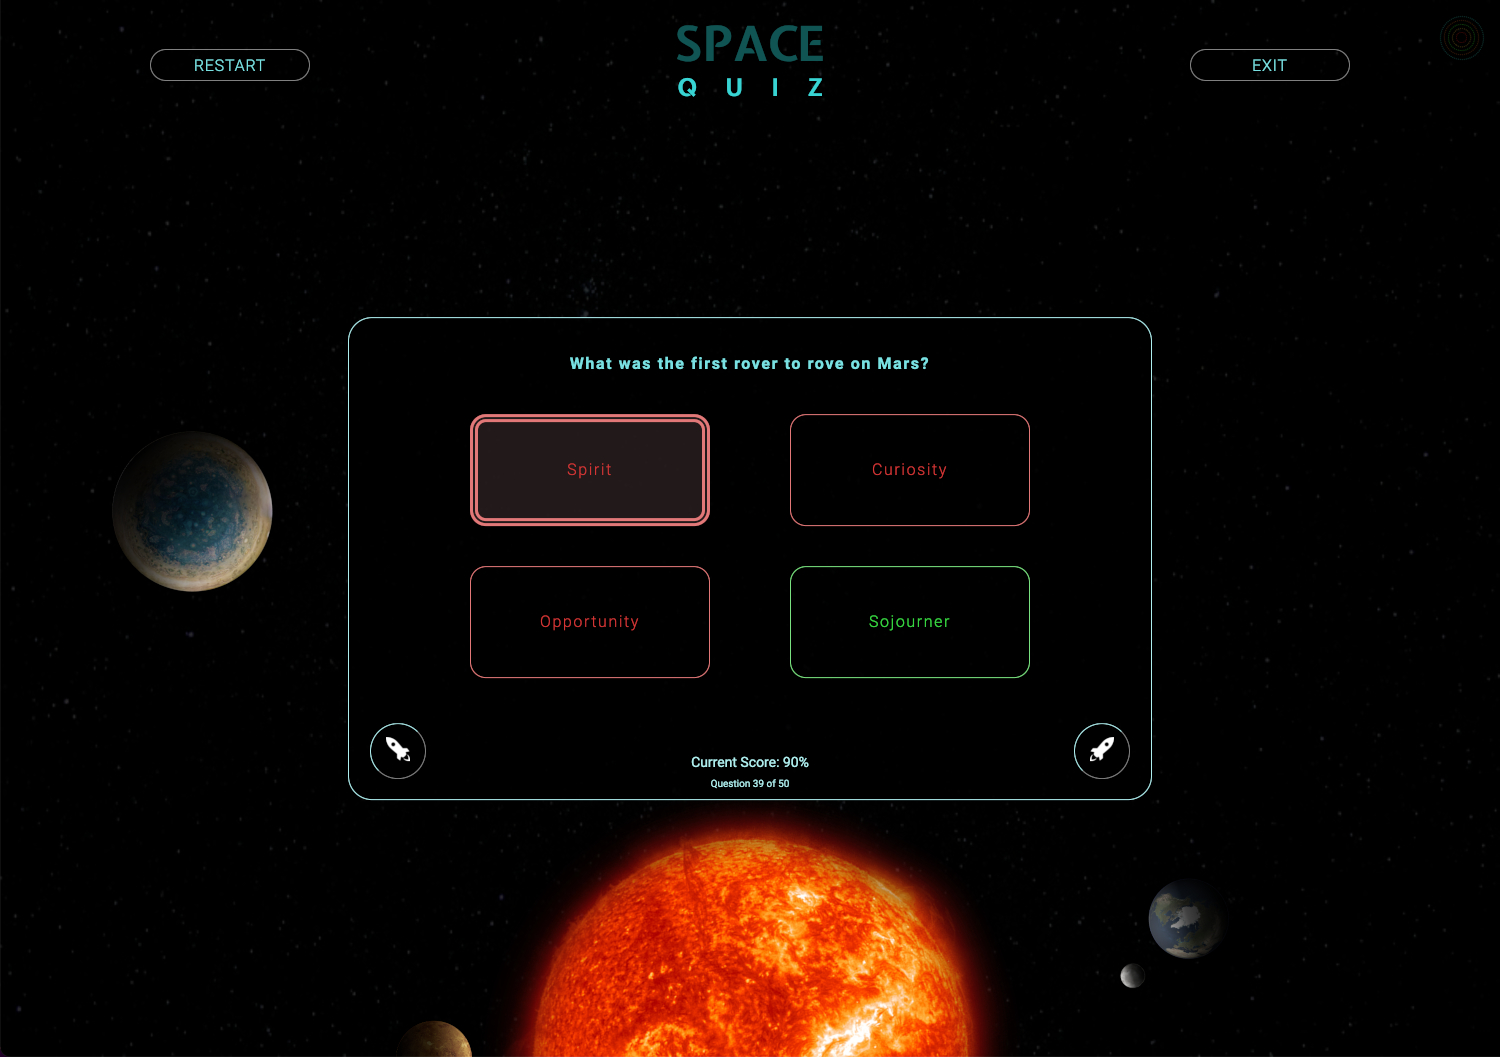 RESTART
SPACE
QUIZ
EXIT
What was the first rover to rove on Mars?
Spirit
Curiosity
Opportunity
Sojourner
Current Score: 90%
Question 39 of 50